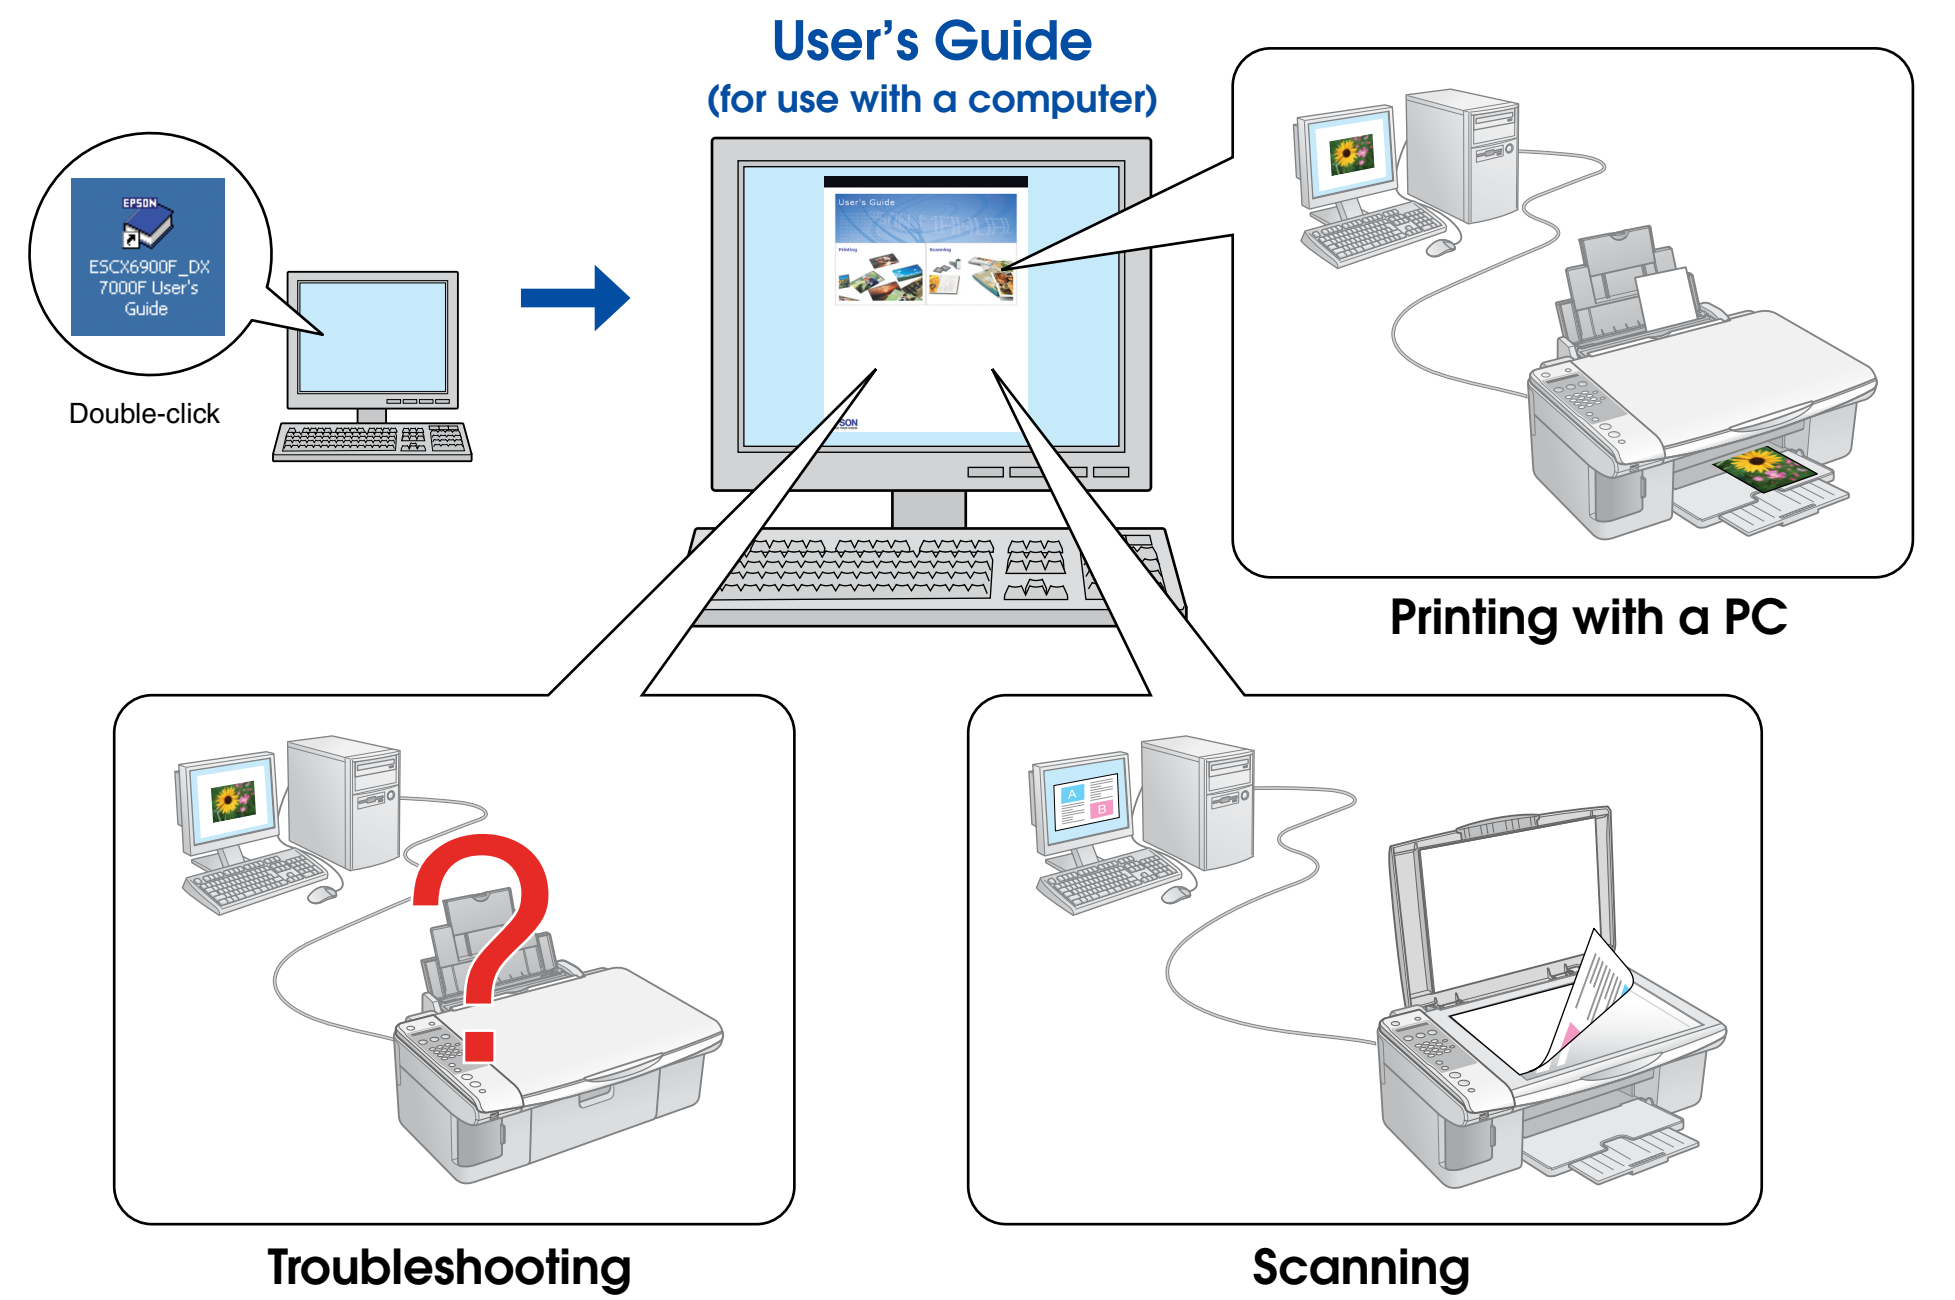 User's Guide
(for use with a computer)
EPSON
ESCX6900F_DX
7000F User's
Guide
Double-click
User's Guide
Printing
Scanning
SON
A
B
Printing with a PC
Troubleshooting
Scanning